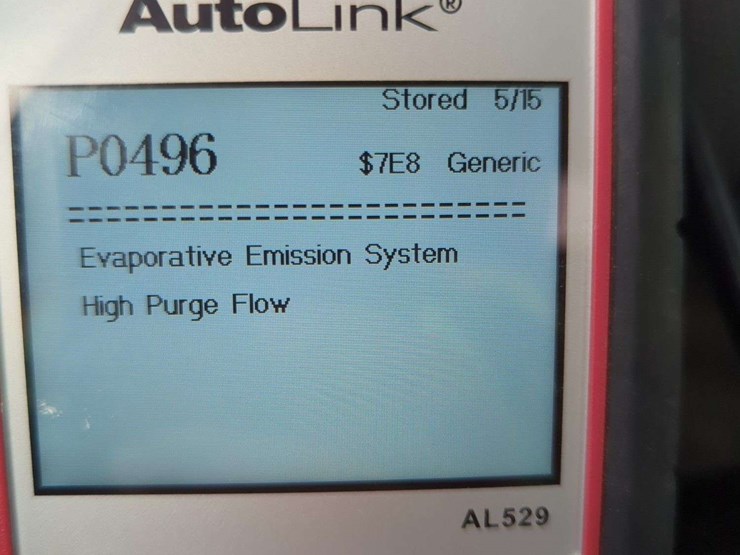 AutoLink®
Stored 5/15
P0496 $7E8 Generic
==========================
Evaporative Emission System
High Purge Flow
AL529